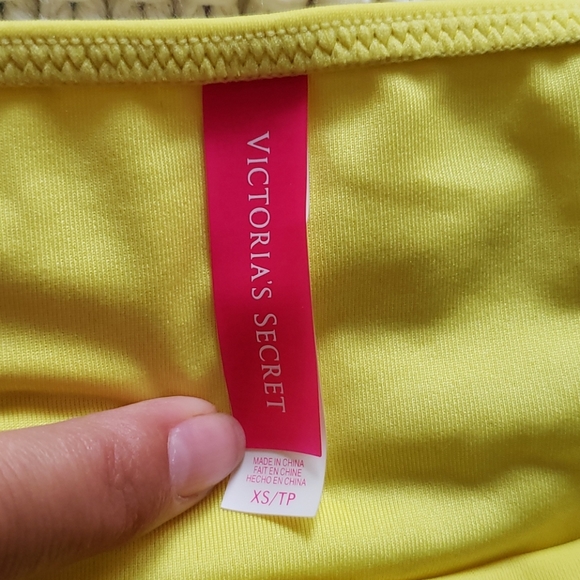 VICTORIA'S SECRET
MADE IN CHINA
FAIT EN CHINE
HECHO EN CHINA
XS/TP